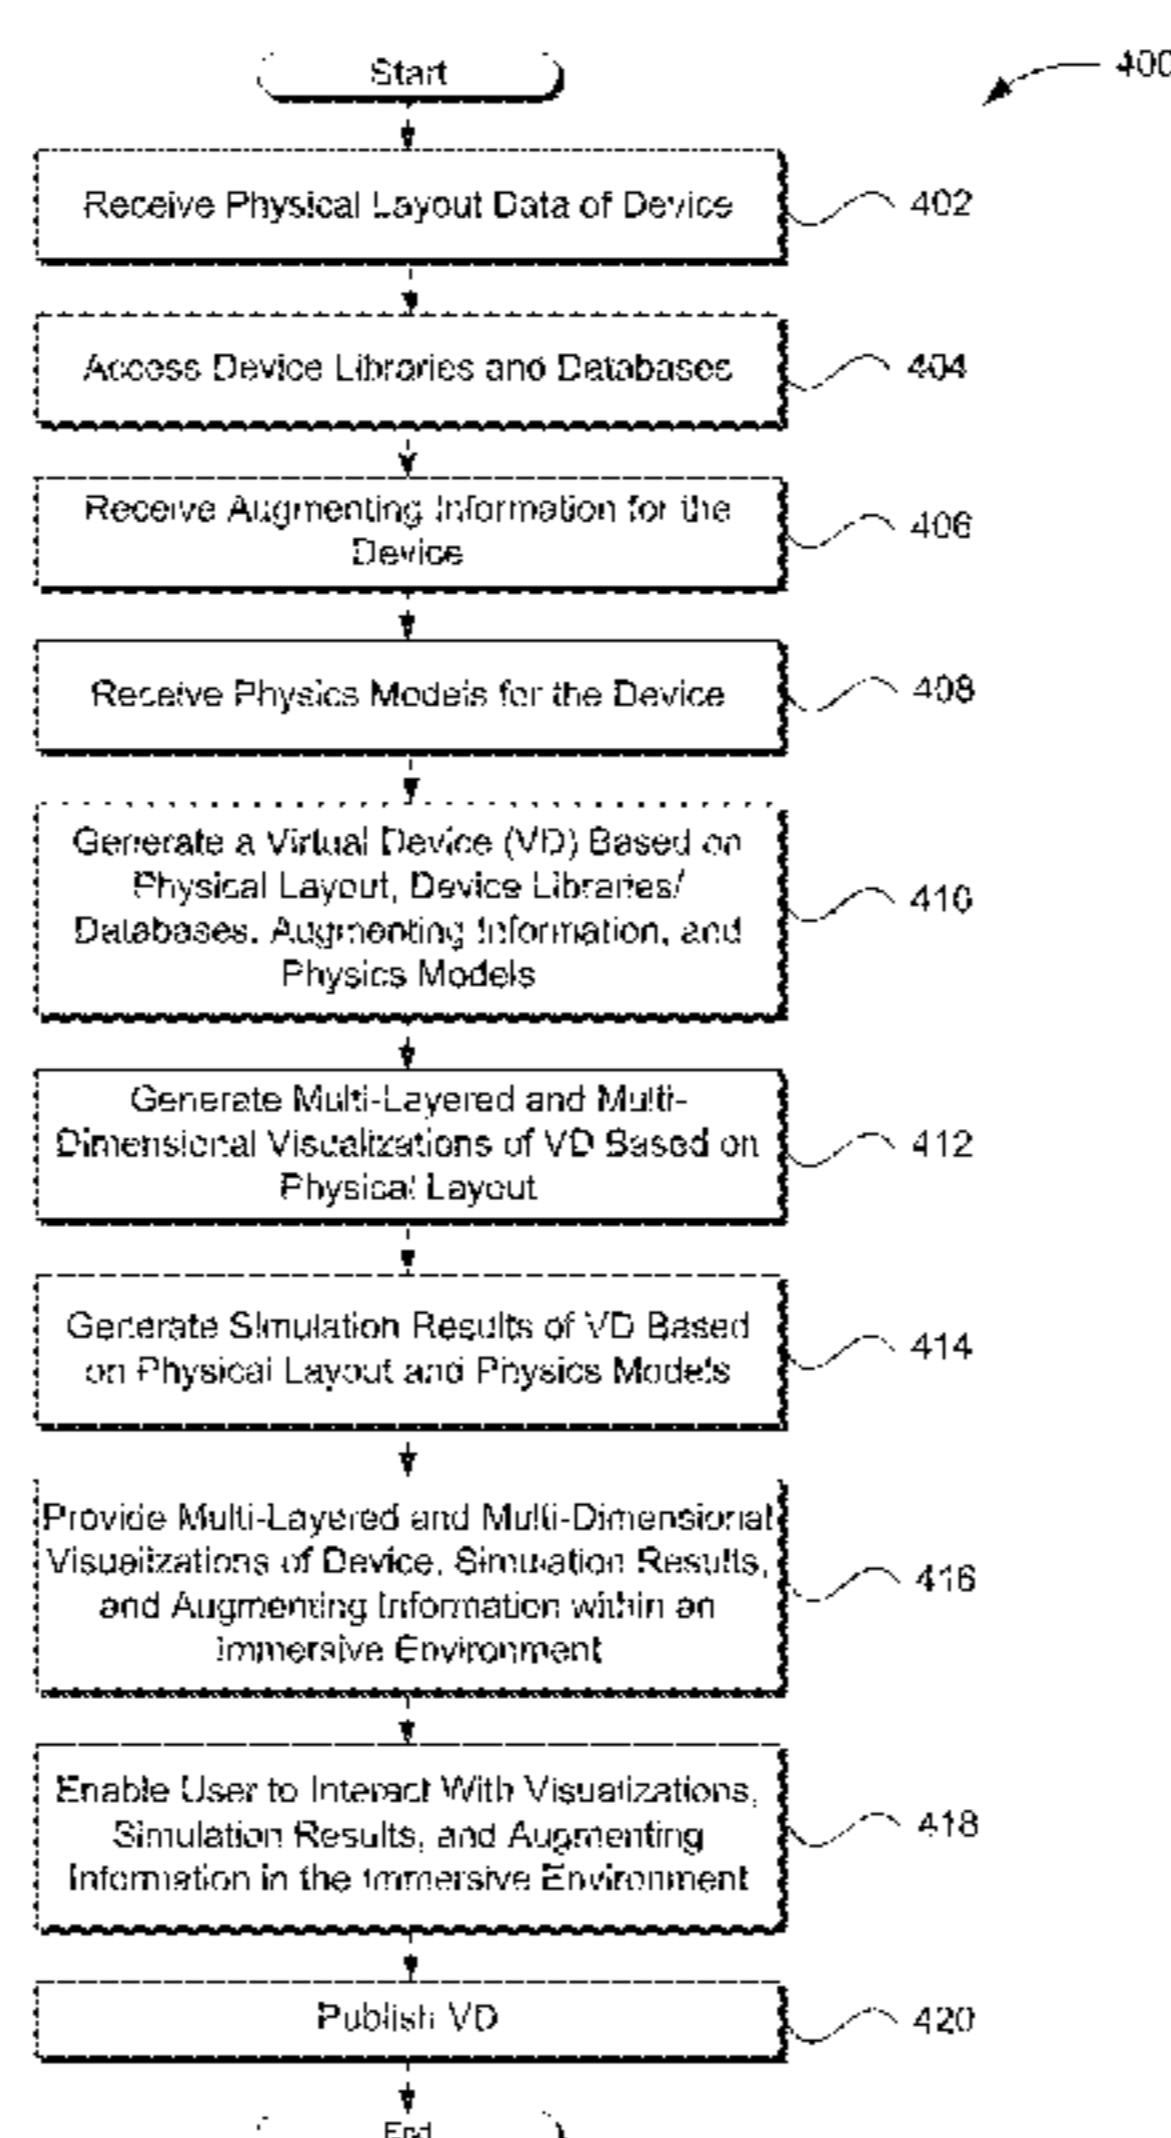 Start
400
Receive Physical Layout Data of Device
402
Access Device Libraries and Databases
404
Receive Augmenting Information for the
Device
406
Receive Physics Models for the Device
408
Generate a Virtual Device (VD) Based on
Physical Layout, Device Libraries/
Databases, Augmenting Information, and
Physics Models
410
Generate Multi-Layered and Multi-
Dimensional Visualizations of VD Based on
Physical Layout
412
Generate Simulation Results of VD Based
on Physical Layout and Physics Models
414
Provide Multi-Layered and Multi-Dimensional
Visualizations of Device, Simulation Results,
and Augmenting Information within an
Immersive Environment
416
Enable User to Interact With Visualizations,
Simulation Results, and Augmenting
Information in the Immersive Environment
418
Publish VD
420
End